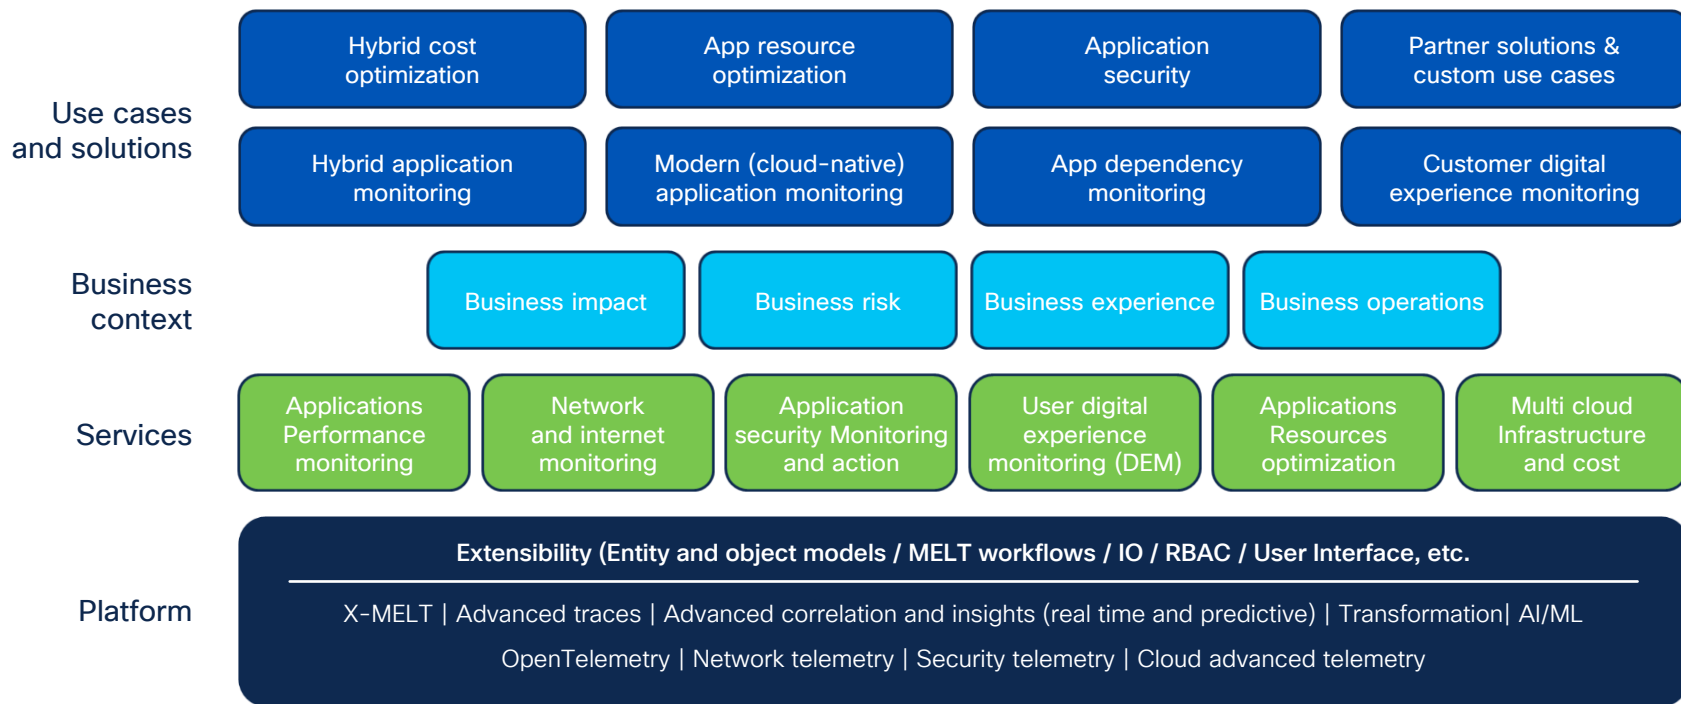 Use cases
and solutions
Hybrid cost
optimization
App resource
optimization
Application
security
Partner solutions &
custom use cases
Hybrid application
monitoring
Modern (cloud-native)
application monitoring
App dependency
monitoring
Customer digital
experience monitoring
Business
context
Business impact
Business risk
Business experience
Business operations
Services
Applications
Performance
monitoring
Network
and internet
monitoring
Application
security Monitoring
and action
User digital
experience
monitoring (DEM)
Applications
Resources
optimization
Multi cloud
Infrastructure
and cost
Platform
Extensibility (Entity and object models / MELT workflows / IO / RBAC / User Interface, etc.
X-MELT | Advanced traces | Advanced correlation and insights (real time and predictive) | Transformation| AI/ML
OpenTelemetry | Network telemetry | Security telemetry | Cloud advanced telemetry